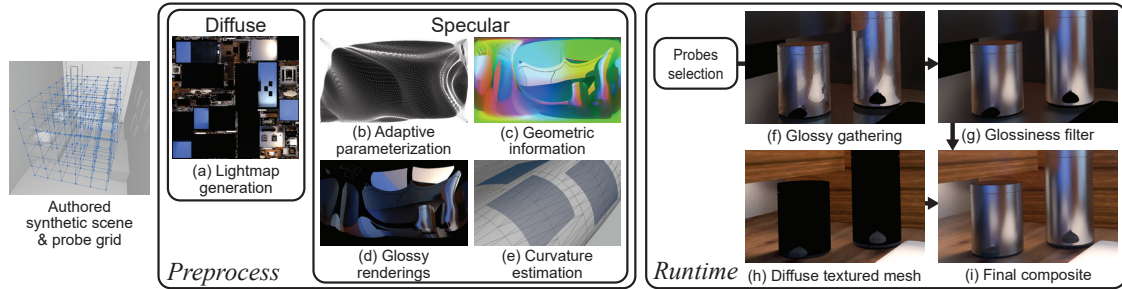 Authored
synthetic scene
& probe grid
Diffuse
(a) Lightmap
generation
Specular
(b) Adaptive
parameterization
(c) Geometric
information
(d) Glossy
renderings
(e) Curvature
estimation
Preprocess
Probes
selection
(f) Glossy gathering
(g) Glossiness filter
(h) Diffuse textured mesh
(i) Final composite
Runtime